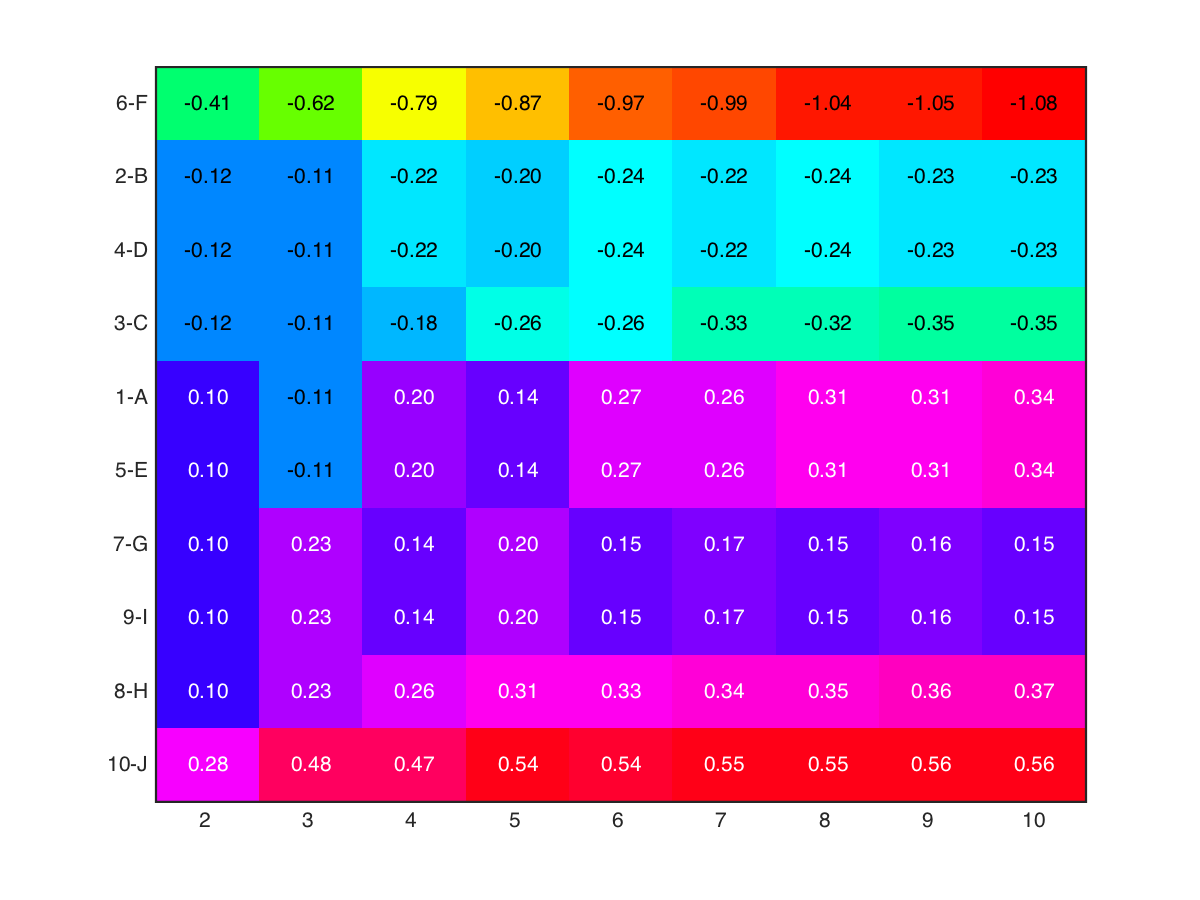 6-F -0.41 -0.62 -0.79 -0.87 -0.97 -0.99 -1.04 -1.05 -1.08
2-B -0.12 -0.11 -0.22 -0.20 -0.24 -0.22 -0.24 -0.23 -0.23
4-D -0.12 -0.11 -0.22 -0.20 -0.24 -0.22 -0.24 -0.23 -0.23
3-C -0.12 -0.11 -0.18 -0.26 -0.26 -0.33 -0.32 -0.35 -0.35
1-A 0.10 -0.11 0.20 0.14 0.27 0.26 0.31 0.31 0.34
5-E 0.10 -0.11 0.20 0.14 0.27 0.26 0.31 0.31 0.34
7-G 0.10 0.23 0.14 0.20 0.15 0.17 0.15 0.16 0.15
9-I 0.10 0.23 0.14 0.20 0.15 0.17 0.15 0.16 0.15
8-H 0.10 0.23 0.26 0.31 0.33 0.34 0.35 0.36 0.37
10-J 0.28 0.48 0.47 0.54 0.54 0.55 0.55 0.56 0.56
2 3 4 5 6 7 8 9 10